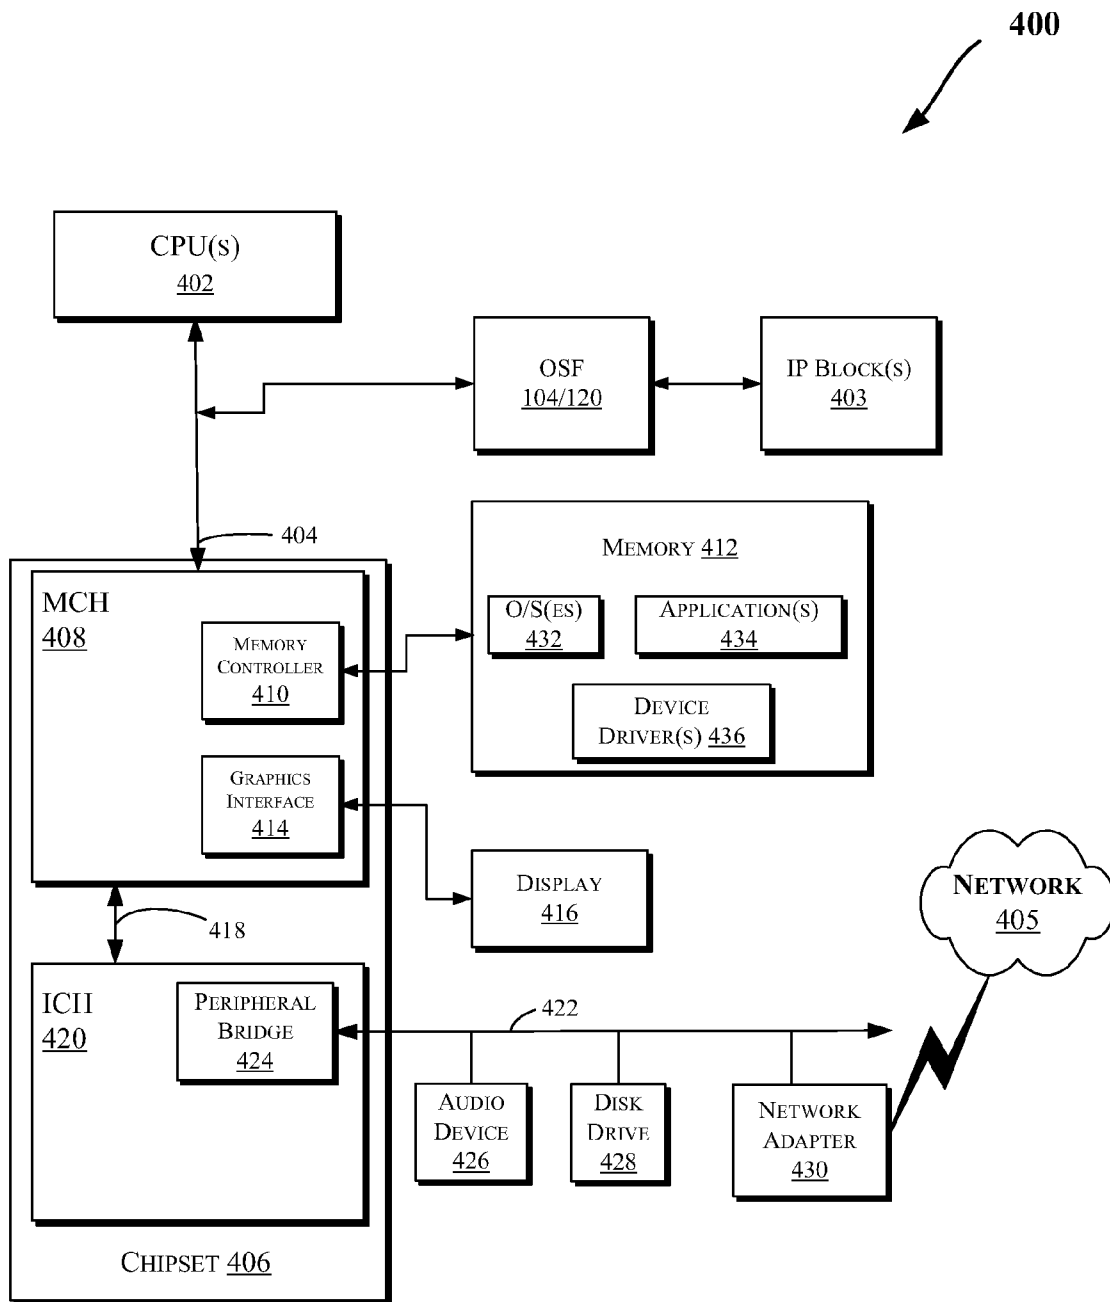 400
CPU(S)
402
OSF
104/120
IP BLOCK(S)
403
404
MEMORY 412
O/S(ES)
432
APPLICATION(S)
434
DEVICE
DRIVER(S) 436
MCH
408
MEMORY
CONTROLLER
410
GRAPHICS
INTERFACE
414
DISPLAY
416
NETWORK
405
418
ICH
420
PERIPHERAL
BRIDGE
424
422
AUDIO
DEVICE
426
DISK
DRIVE
428
NETWORK
ADAPTER
430
CHIPSET 406